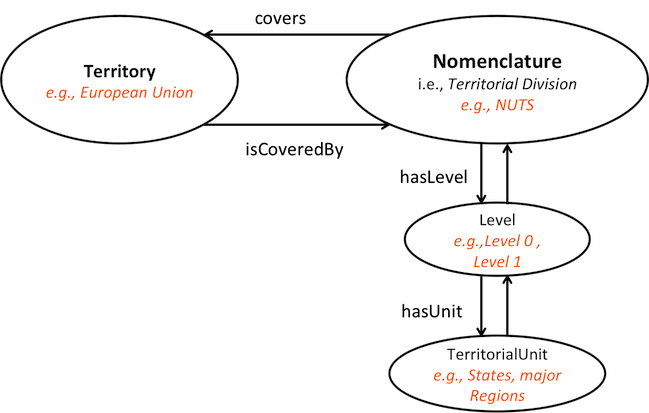 covers
Territory
e.g., European Union
Nomenclature
i.e., Territorial Division
e.g., NUTS
isCoveredBy
hasLevel
Level
e.g.,Level 0 ,
Level 1
hasUnit
TerritorialUnit
e.g., States, major
Regions